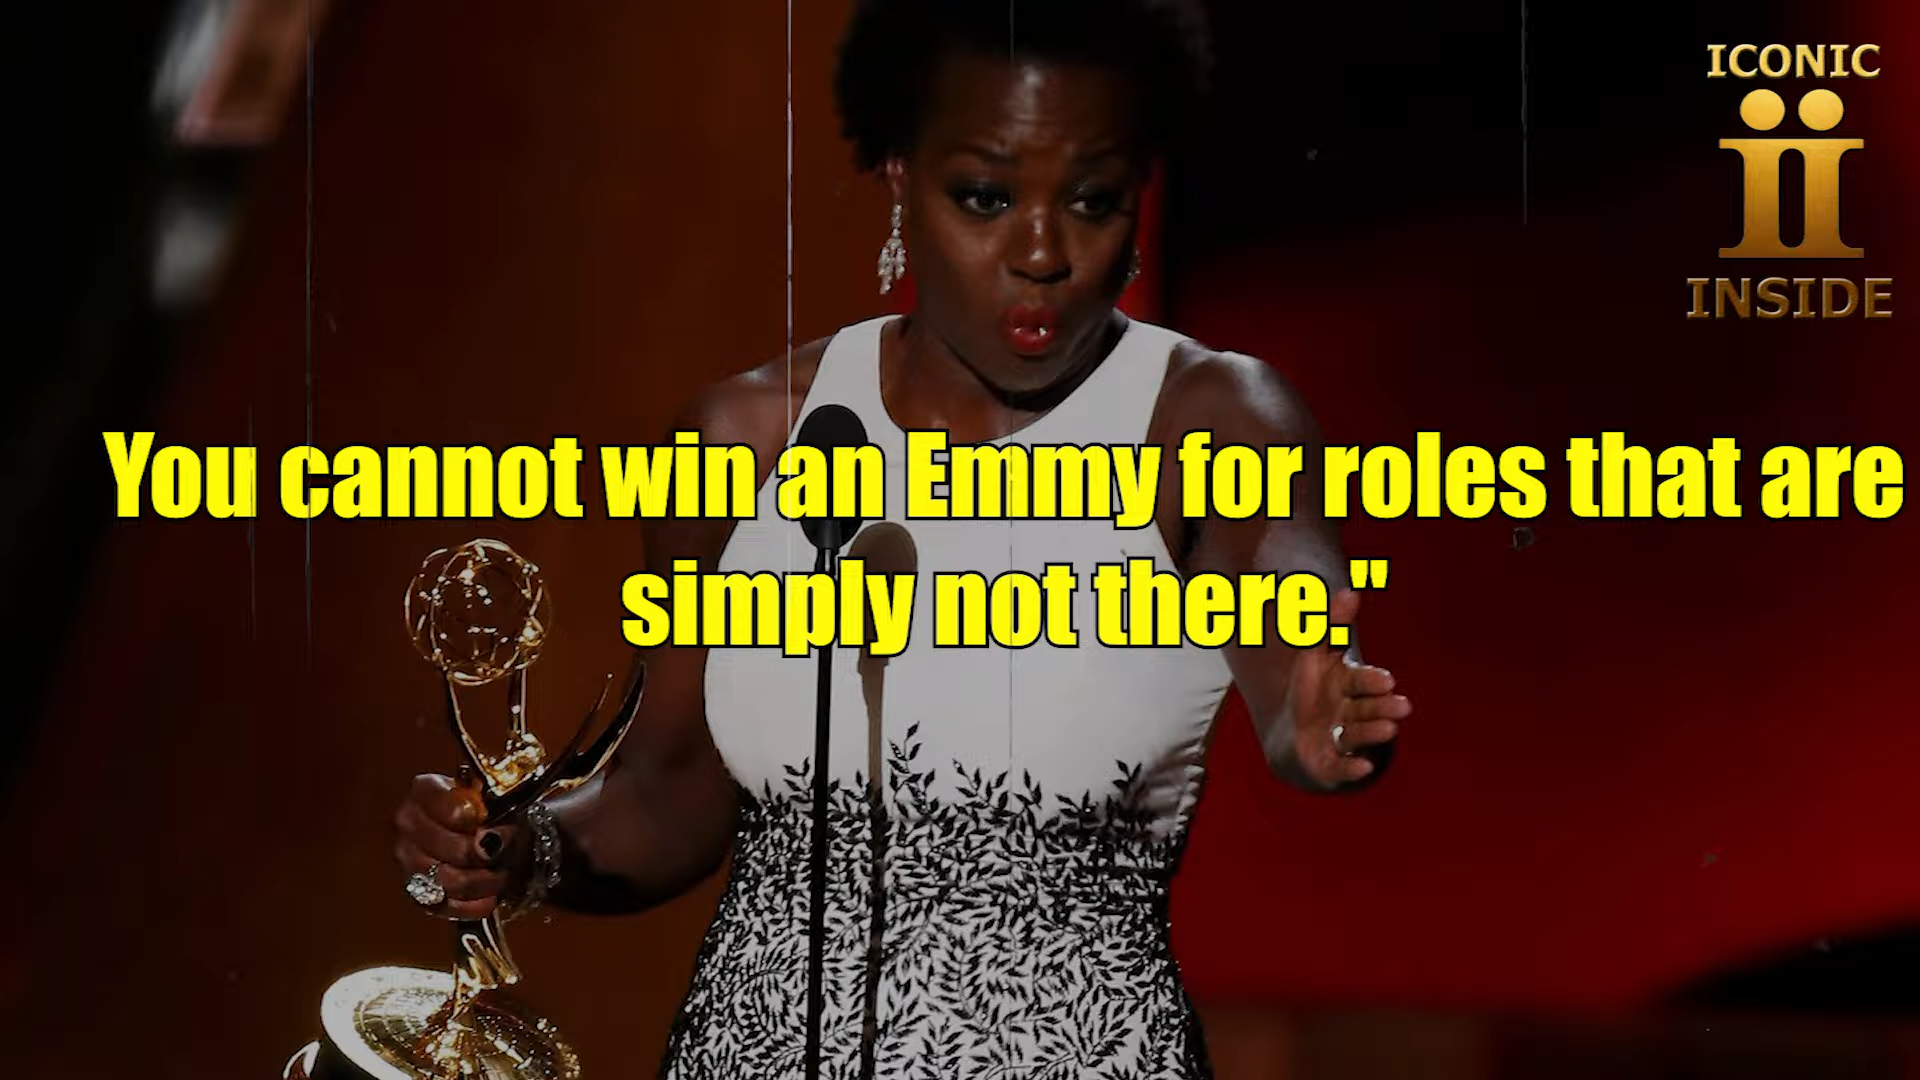 ICONIC
INSIDE
You cannot win an Emmy for roles that are
simply not there."